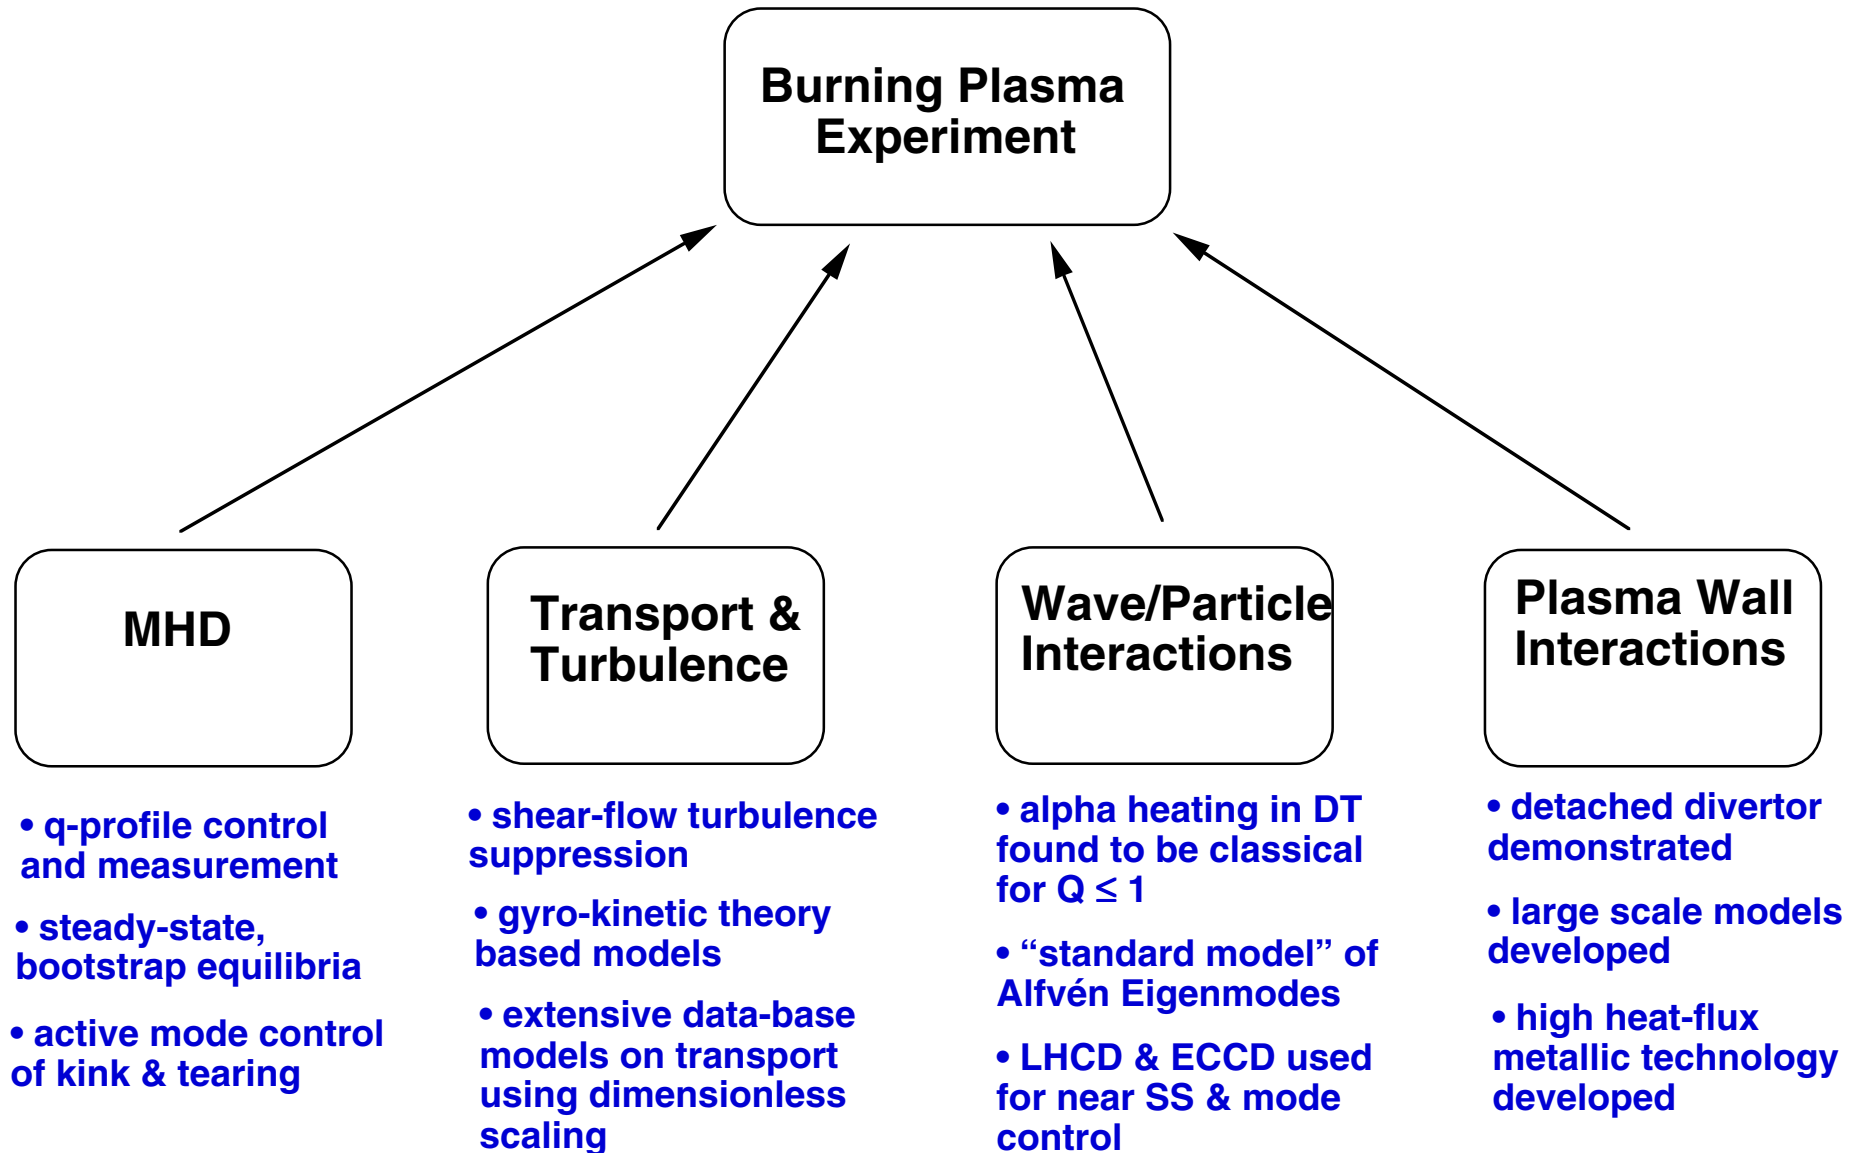 Burning Plasma
Experiment
MHD
Transport &
Turbulence
Wave/Particle
Interactions
Plasma Wall
Interactions
• q-profile control
and measurement
• steady-state,
bootstrap equilibria
• active mode control
of kink & tearing
• shear-flow turbulence
suppression
• gyro-kinetic theory
based models
• extensive data-base
models on transport
using dimensionless
scaling
• alpha heating in DT
found to be classical
for Q ≤ 1
• “standard model” of
Alfvén Eigenmodes
• LHCD & ECCD used
for near SS & mode
control
• detached divertor
demonstrated
• large scale models
developed
• high heat-flux
metallic technology
developed